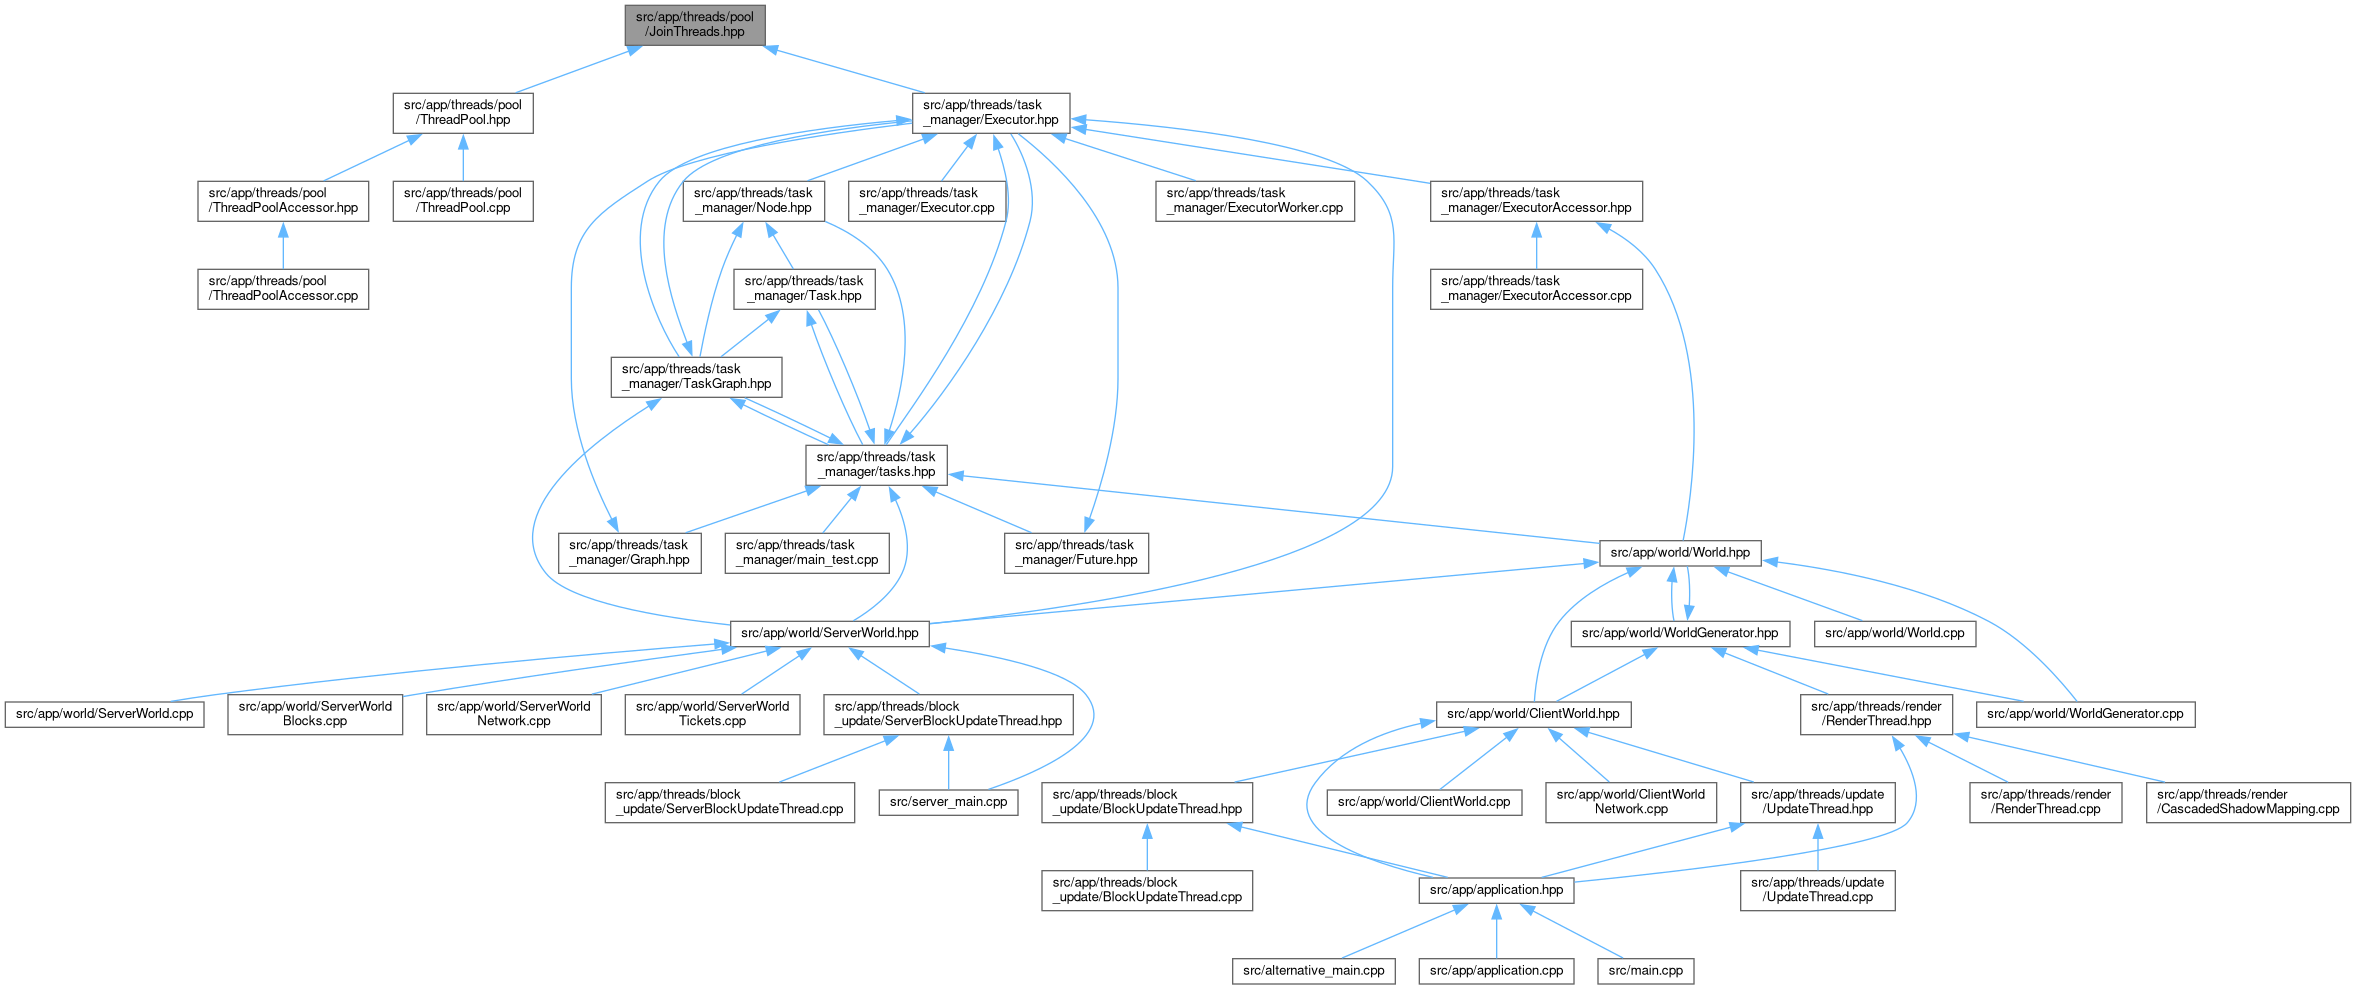 src/app/threads/pool
/JoinThreads.hpp
src/app/threads/pool
/ThreadPool.hpp
src/app/threads/task
_manager/Executor.hpp
src/app/threads/pool
/ThreadPoolAccessor.hpp
src/app/threads/pool
/ThreadPool.cpp
src/app/threads/task
_manager/Node.hpp
src/app/threads/task
_manager/Executor.cpp
src/app/threads/task
_manager/ExecutorWorker.cpp
src/app/threads/task
_manager/ExecutorAccessor.hpp
src/app/threads/pool
/ThreadPoolAccessor.cpp
src/app/threads/task
_manager/Task.hpp
src/app/threads/task
_manager/ExecutorAccessor.cpp
src/app/threads/task
_manager/TaskGraph.hpp
src/app/threads/task
_manager/tasks.hpp
src/app/threads/task
_manager/Graph.hpp
src/app/threads/task
_manager/main_test.cpp
src/app/threads/task
_manager/Future.hpp
src/app/world/World.hpp
src/app/world/ServerWorld.hpp
src/app/world/WorldGenerator.hpp
src/app/world/World.cpp
src/app/world/ServerWorld.cpp
src/app/world/ServerWorld
Blocks.cpp
src/app/world/ServerWorld
Network.cpp
src/app/world/ServerWorld
Tickets.cpp
src/app/threads/block
_update/ServerBlockUpdateThread.hpp
src/app/world/ClientWorld.hpp
src/app/threads/render
/RenderThread.hpp
src/app/world/WorldGenerator.cpp
src/app/threads/block
_update/ServerBlockUpdateThread.cpp
src/server_main.cpp
src/app/threads/block
_update/BlockUpdateThread.hpp
src/app/world/ClientWorld.cpp
src/app/world/ClientWorld
Network.cpp
src/app/threads/update
/UpdateThread.hpp
src/app/threads/render
/RenderThread.cpp
src/app/threads/render
/CascadedShadowMapping.cpp
src/app/threads/block
_update/BlockUpdateThread.cpp
src/app/application.hpp
src/app/threads/update
/UpdateThread.cpp
src/alternative_main.cpp
src/app/application.cpp
src/main.cpp